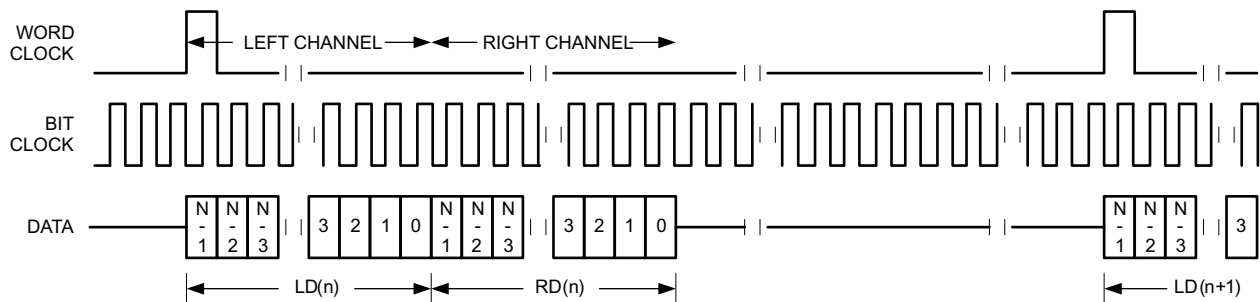 WORD
CLOCK
LEFT CHANNEL
RIGHT CHANNEL
BIT
CLOCK
DATA
N-1 N-2 N-3 3 2 1 0 N-1 N-2 N-3 3 2 1 0 N-1 N-2 N-3 3
LD(n)
RD(n)
LD(n+1)